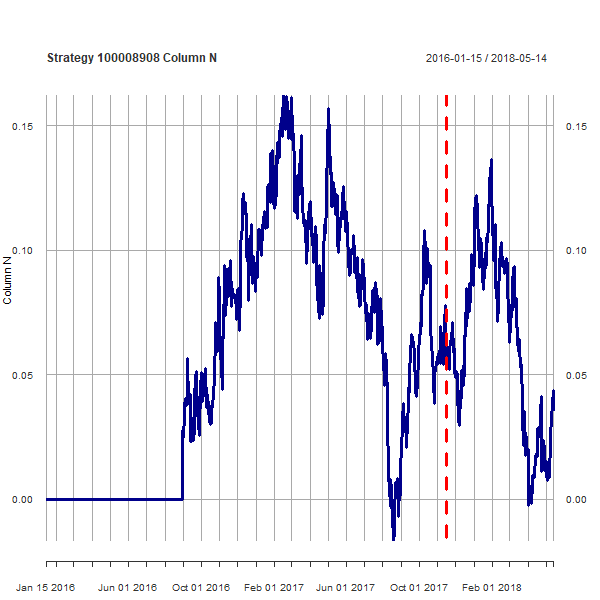 Strategy 100008908 Column N 2016-01-15 / 2018-05-14
0.15 0.15
0.10 0.10
Column N
0.05 0.05
0.00 0.00
Jan 15 2016 Jun 01 2016 Oct 01 2016 Feb 01 2017 Jun 01 2017 Oct 01 2017 Feb 01 2018